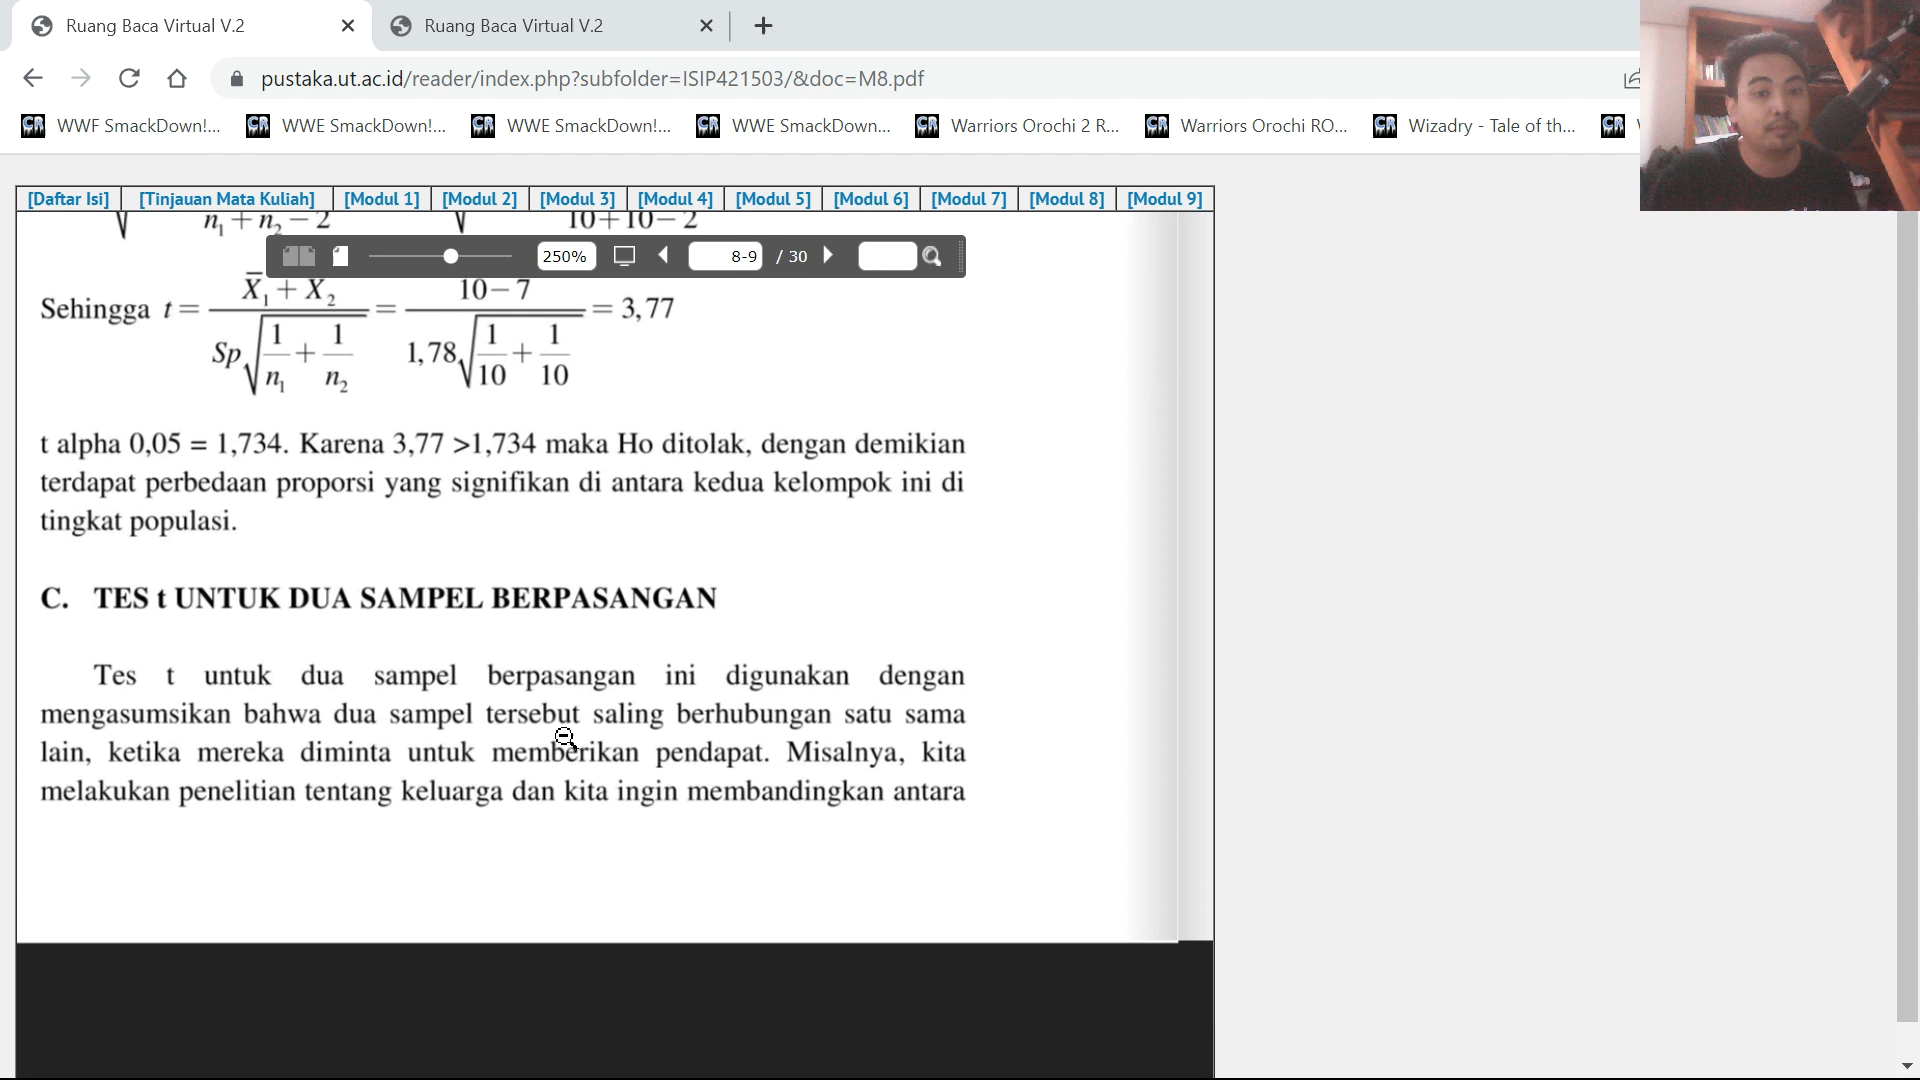 Ruang Baca Virtual V.2
Ruang Baca Virtual V.2
pustaka.ut.ac.id/reader/index.php?subfolder=ISIP421503/&doc=M8.pdf
WWF SmackDown!...
WWE SmackDown!...
WWE SmackDown!...
WWE SmackDown...
Warriors Orochi 2 R...
Warriors Orochi RO...
Wizadry - Tale of th...
[Daftar Isi] [Tinjauan Mata Kuliah] [Modul 1] [Modul 2] [Modul 3] [Modul 4] [Modul 5] [Modul 6] [Modul 7] [Modul 8] [Modul 9]
n₁ + n₂ − 2 10+10−2
250% 8-9 / 30
Sehingga t = (X̅₁ + X₂) / (Sp√(1/n₁ + 1/n₂)) = (10−7) / (1,78√(1/10 + 1/10)) = 3,77
t alpha 0,05 = 1,734. Karena 3,77 >1,734 maka Ho ditolak, dengan demikian
terdapat perbedaan proporsi yang signifikan di antara kedua kelompok ini di
tingkat populasi.
C. TES t UNTUK DUA SAMPEL BERPASANGAN
Tes t untuk dua sampel berpasangan ini digunakan dengan
mengasumsikan bahwa dua sampel tersebut saling berhubungan satu sama
lain, ketika mereka diminta untuk memberikan pendapat. Misalnya, kita
melakukan penelitian tentang keluarga dan kita ingin membandingkan antara